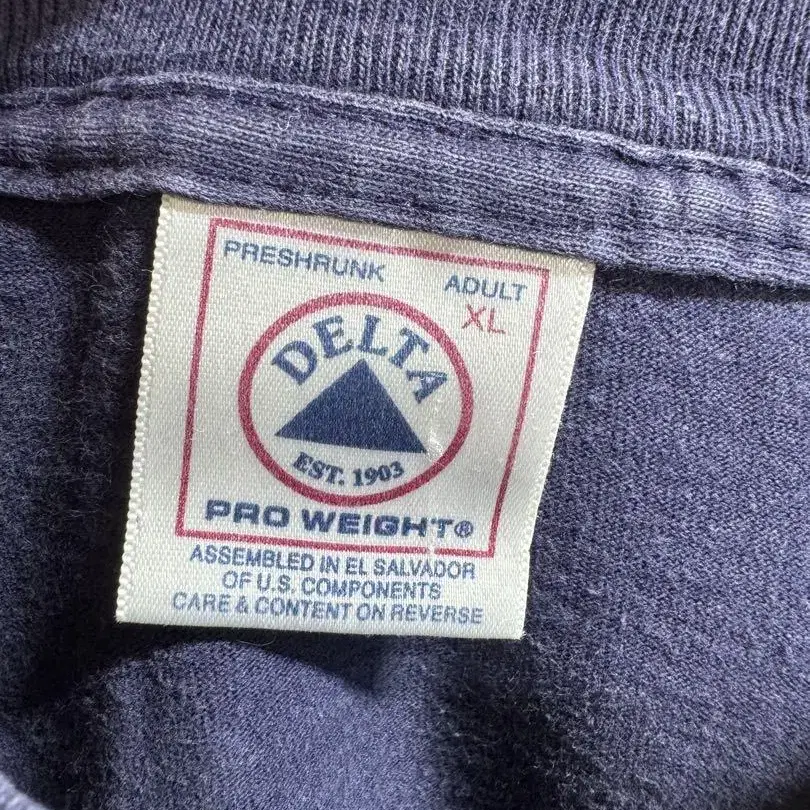 PRESHRUNK ADULT
XL
DELTA
EST. 1903
PRO WEIGHT®
ASSEMBLED IN EL SALVADOR
OF U.S. COMPONENTS
CARE & CONTENT ON REVERSE